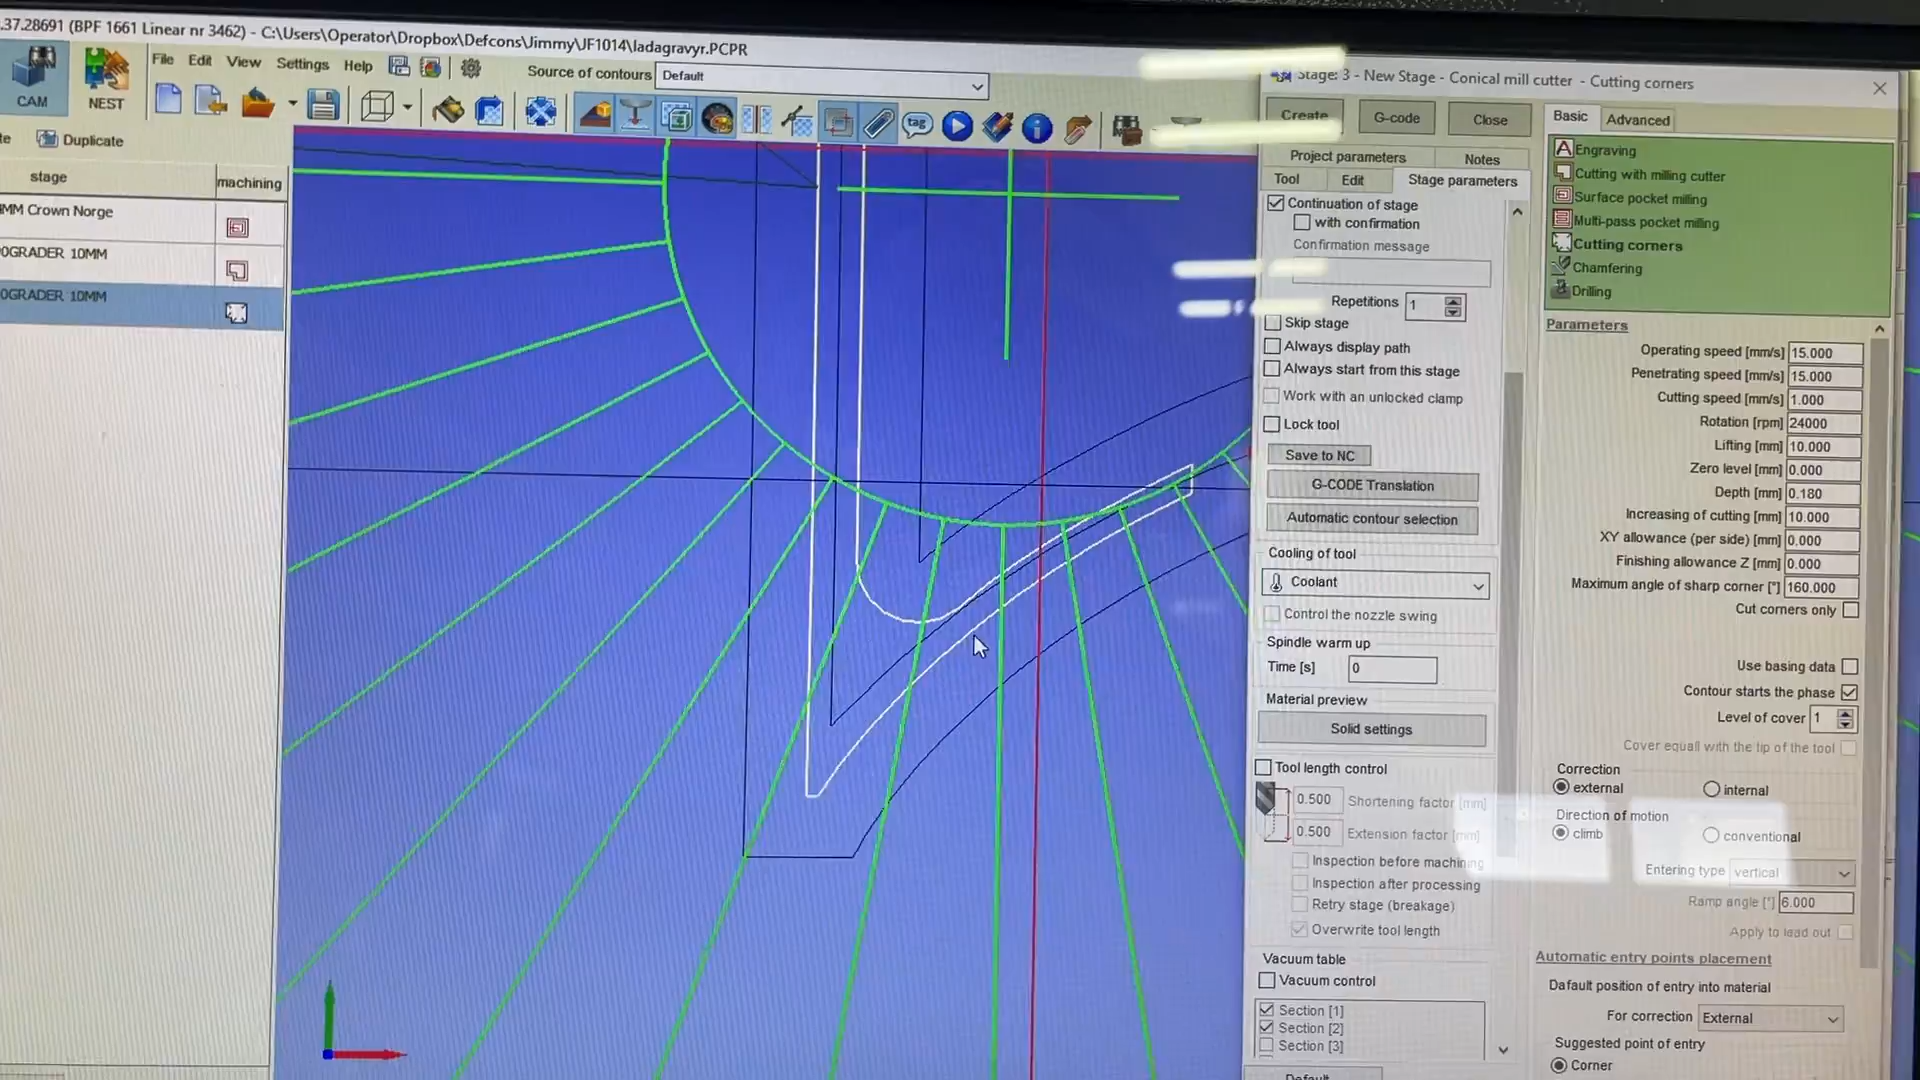 .37.28691 (BPF 1661 Linear nr 3462) - C:\Users\Operator\Dropbox\Defcons\Jimmy\JF1014\ladagravyr.PCPR
File Edit View Settings Help
Source of contours Default
CAM
NEST
tag
Duplicate
stage machining
MM Crown Norge
0GRADER 10MM
0GRADER 10MM
Stage: 3 - New Stage - Conical mill cutter - Cutting corners
Create G-code Close
Project parameters Notes
Tool Edit Stage parameters
Continuation of stage
with confirmation
Confirmation message
Repetitions 1
Skip stage
Always display path
Always start from this stage
Work with an unlocked clamp
Lock tool
Save to NC
G-CODE Translation
Automatic contour selection
Cooling of tool
Coolant
Control the nozzle swing
Spindle warm up
Time [s] 0
Material preview
Solid settings
Tool length control
0.500 Shortening factor [mm]
0.500 Extension factor [mm]
Inspection before machining
Inspection after processing
Retry stage (breakage)
Overwrite tool length
Vacuum table
Vacuum control
Section [1]
Section [2]
Section [3]
Default
Basic Advanced
Engraving
Cutting with milling cutter
Surface pocket milling
Multi-pass pocket milling
Cutting corners
Chamfering
Drilling
Parameters
Operating speed [mm/s] 15.000
Penetrating speed [mm/s] 15.000
Cutting speed [mm] 1.000
Rotation [rpm] 24000
Lifting [mm] 10.000
Zero level [mm] 0.000
Depth [mm] 0.180
Increasing of cutting [mm] 10.000
XY allowance (per side) [mm] 0.000
Finishing allowance Z [mm] 0.000
Maximum angle of sharp corner [°] 160.000
Cut corners only
Use basing data
Contour starts the phase
Level of cover 1
Cover equall with the tip of the tool
Correction
external internal
Direction of motion
climb conventional
Entering type vertical
Ramp angle [°] 6.000
Apply to lead out
Automatic entry points placement
Dafault position of entry into material
For correction External
Suggested point of entry
Corner